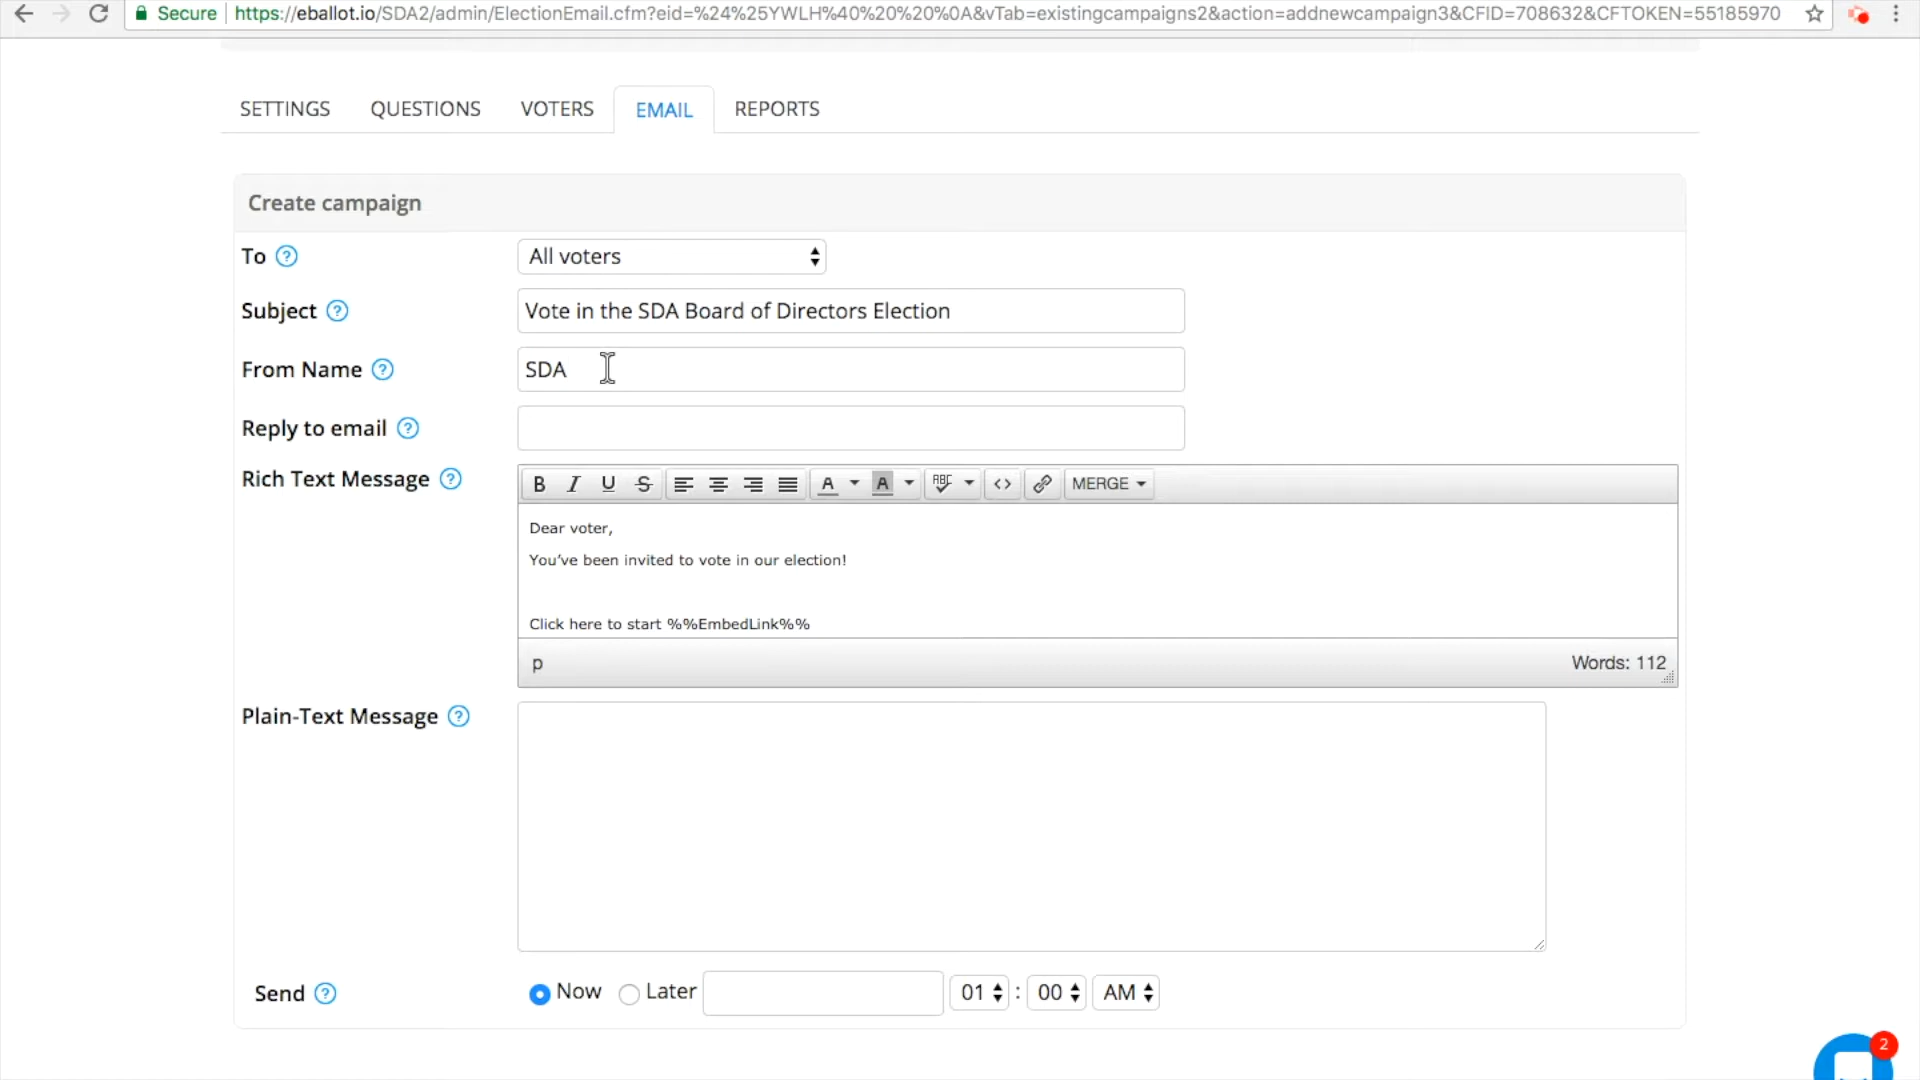 Secure https://eballot.io/SDA2/admin/ElectionEmail.cfm?eid=%24%25YWLH%40%20%20%0A&vTab=existingcampaigns2&action=addnewcampaign3&CFID=708632&CFTOKEN=55185970
SETTINGS QUESTIONS VOTERS EMAIL REPORTS
Create campaign
To ? All voters
Subject ? Vote in the SDA Board of Directors Election
From Name ? SDA
Reply to email ?
Rich Text Message ? B I U S A A ABC <> MERGE
Dear voter,
You've been invited to vote in our election!
Click here to start %%EmbedLink%%
p Words: 112
Plain-Text Message ?
Send ? Now Later 01 : 00 AM
2